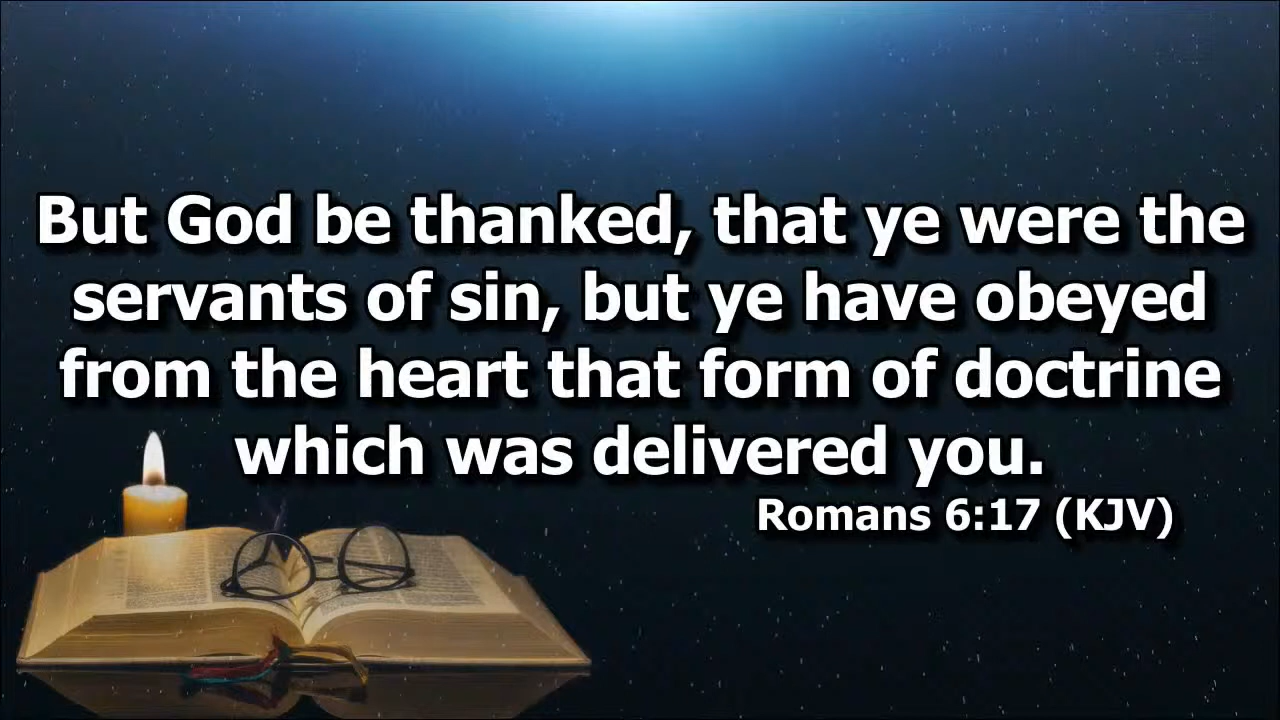 But God be thanked, that ye were the
servants of sin, but ye have obeyed
from the heart that form of doctrine
which was delivered you.
Romans 6:17 (KJV)